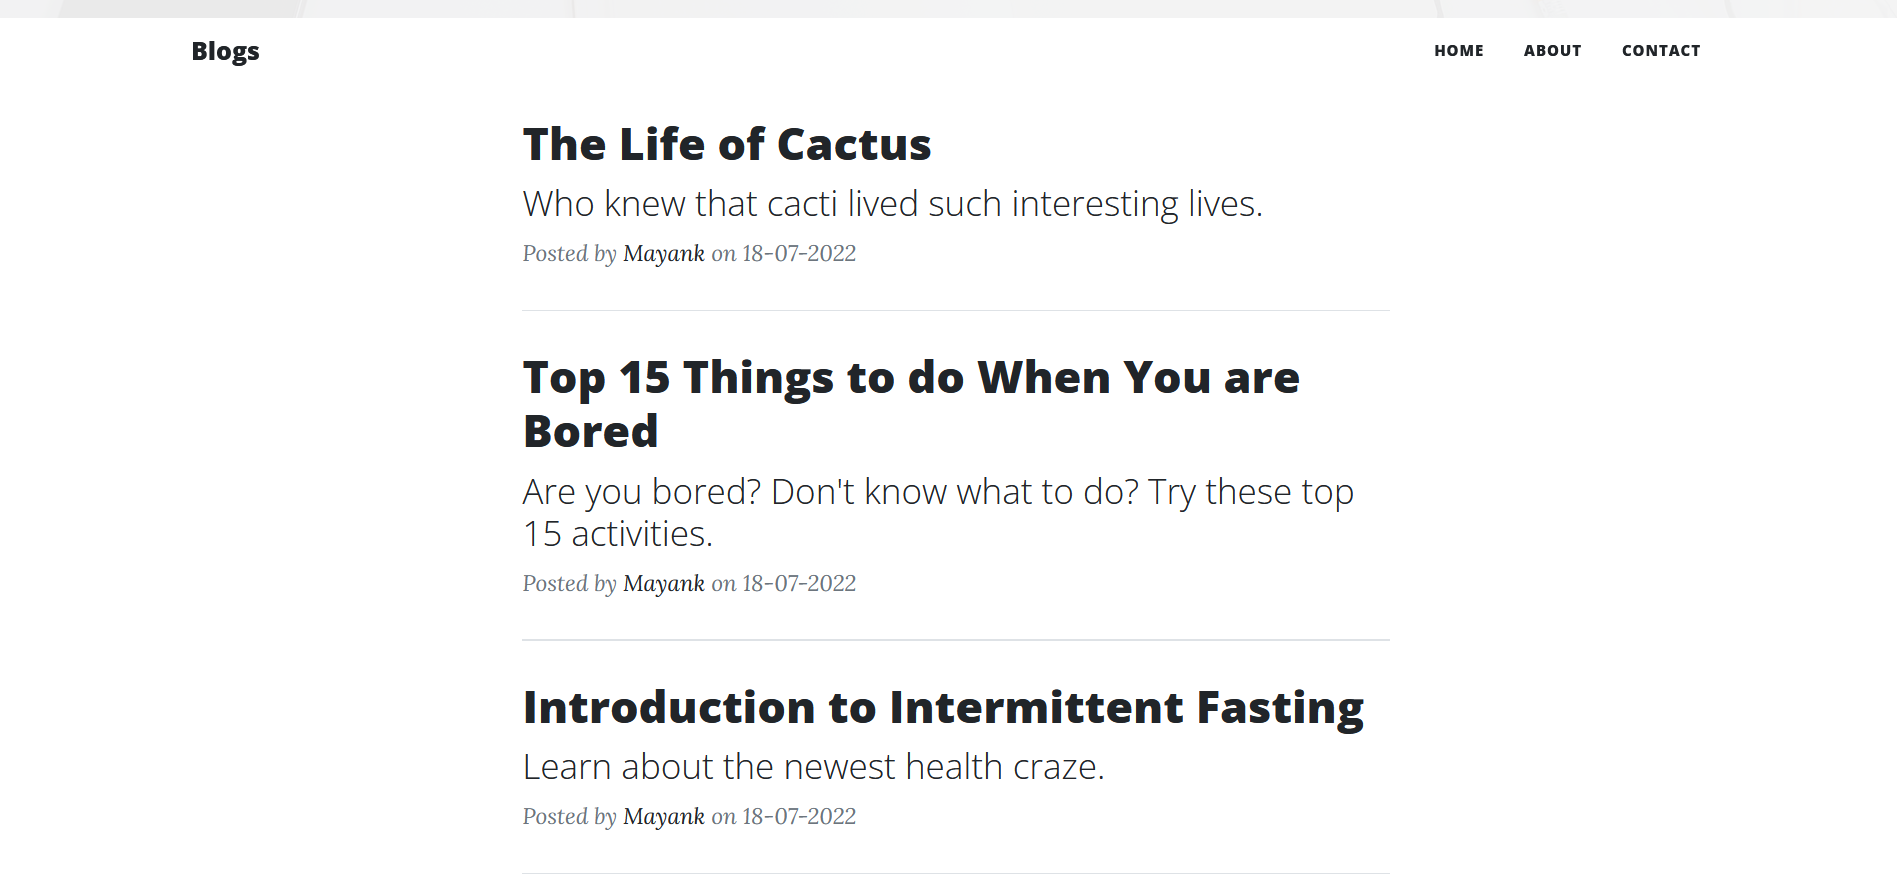 Blogs
HOME ABOUT CONTACT
The Life of Cactus
Who knew that cacti lived such interesting lives.
Posted by Mayank on 18-07-2022
Top 15 Things to do When You are
Bored
Are you bored? Don't know what to do? Try these top
15 activities.
Posted by Mayank on 18-07-2022
Introduction to Intermittent Fasting
Learn about the newest health craze.
Posted by Mayank on 18-07-2022